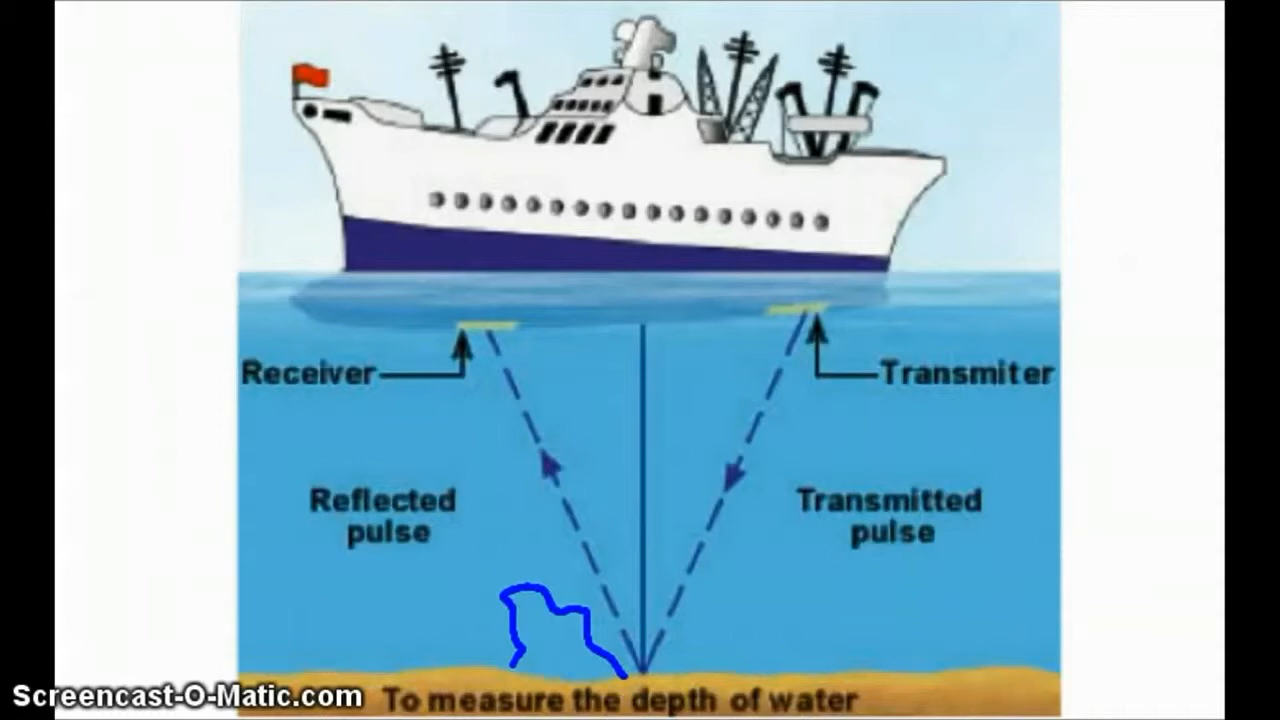 Receiver
Transmiter
Reflected
pulse
Transmitted
pulse
To measure the depth of water
Screencast-O-Matic.com